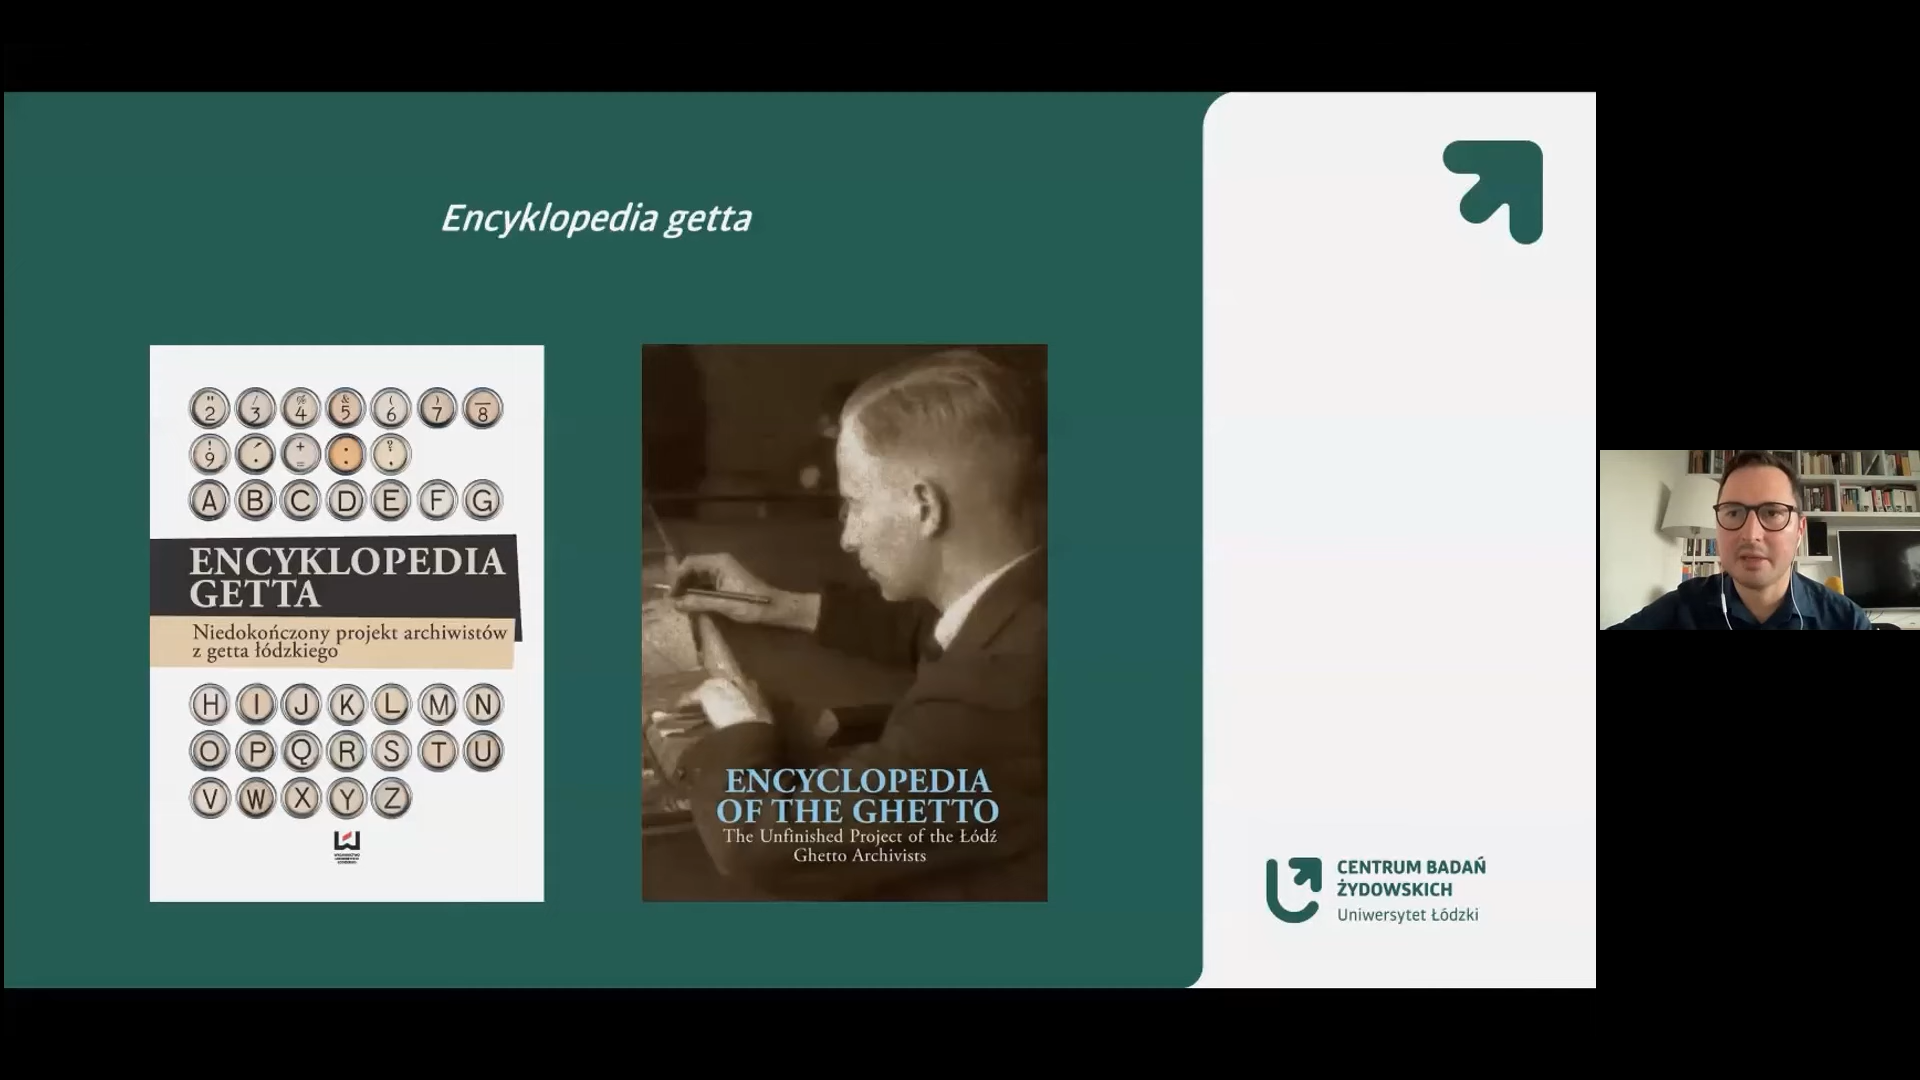 Encyklopedia getta
" 2 / 3 % 4 & 5 ( 6 ) 7 _ 8
! 9 ´ . + = : ? ,
A B C D E F G
ENCYKLOPEDIA
GETTA
Niedokończony projekt archiwistów
z getta łódzkiego
H I J K L M N
O P Q R S T U
V W X Y Z
ENCYCLOPEDIA
OF THE GHETTO
The Unfinished Project of the Łódź
Ghetto Archivists
CENTRUM BADAŃ
ŻYDOWSKICH
Uniwersytet Łódzki